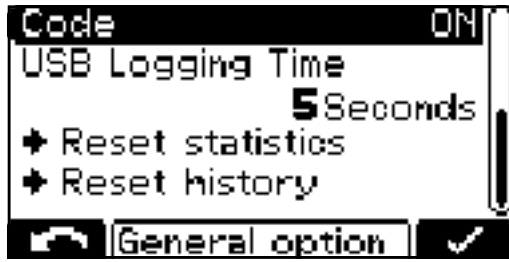 Code ON
USB Logging Time
5 Seconds
Reset statistics
Reset history
General option